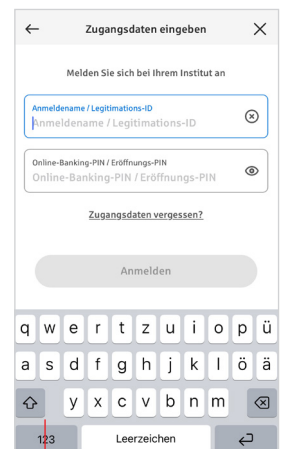 Zugangsdaten eingeben
Melden Sie sich bei Ihrem Institut an
Anmeldename / Legitimations-ID
Anmeldename / Legitimations-ID
Online-Banking-PIN / Eröffnungs-PIN
Online-Banking-PIN / Eröffnungs-PIN
Zugangsdaten vergessen?
Anmelden
q w e r t z u i o p ü
a s d f g h j k l ö ä
y x c v b n m
123 Leerzeichen